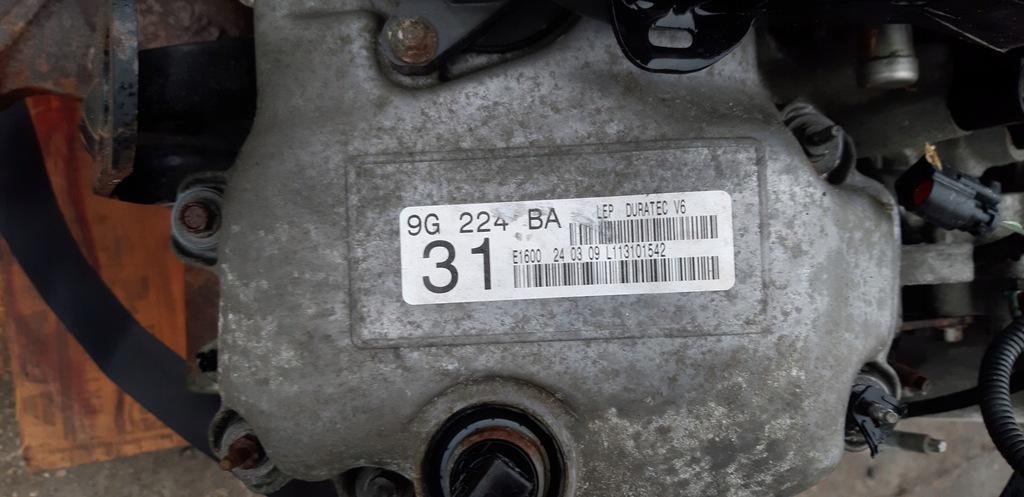 9G 224 BA LEP DURATEC V6
31 E1600 24 03 09 L113101542